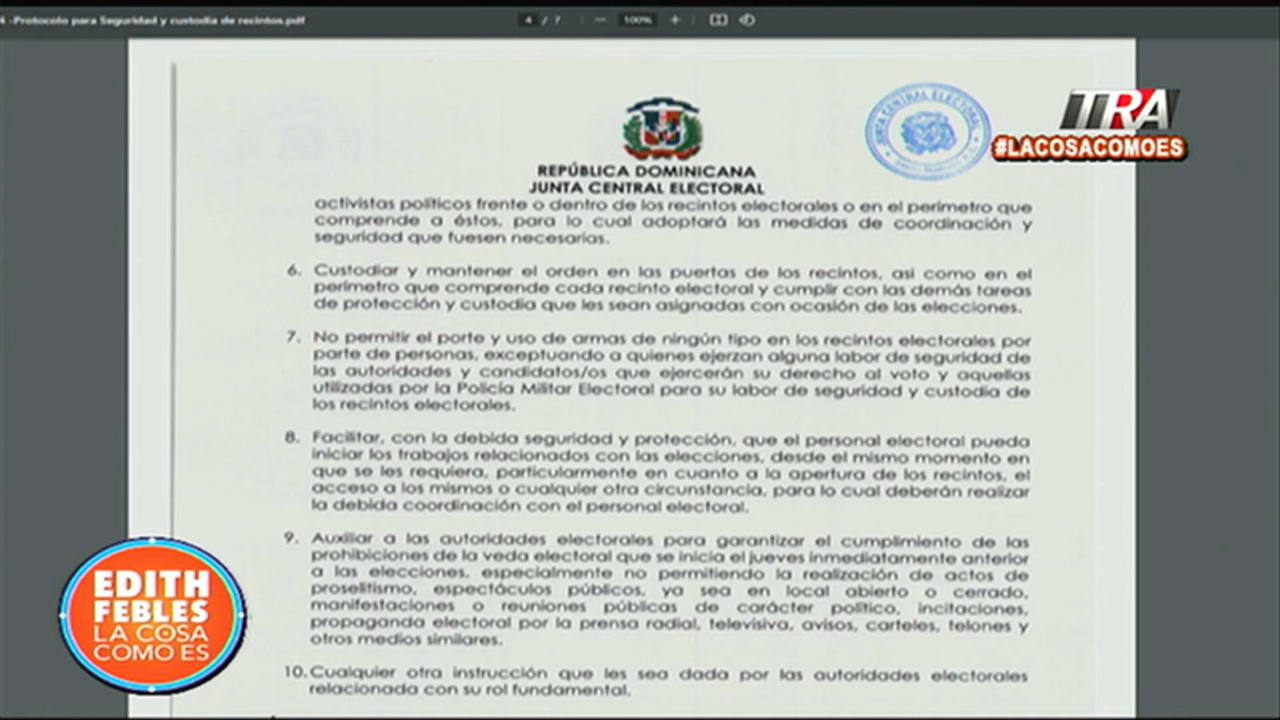 4 -Protocolo para Seguridad y custodia de recintos.pdf
4 / 7
100%
JUNTA CENTRAL ELECTORAL
TRA
#LACOSACOMOES
REPÚBLICA DOMINICANA
JUNTA CENTRAL ELECTORAL
activistas políticos frente o dentro de los recintos electorales o en el perímetro que
comprende a éstos, para lo cual adoptará las medidas de coordinación y
seguridad que fuesen necesarias.
6. Custodiar y mantener el orden en las puertas de los recintos, así como en el
perímetro que comprende cada recinto electoral y cumplir con las demás tareas
de protección y custodia que les sean asignadas con ocasión de las elecciones.
7. No permitir el porte y uso de armas de ningún tipo en los recintos electorales por
parte de personas, exceptuando a quienes ejerzan alguna labor de seguridad de
las autoridades y candidatos/os que ejercerán su derecho al voto y aquellas
utilizadas por la Policía Militar Electoral para su labor de seguridad y custodia de
los recintos electorales.
8. Facilitar, con la debida seguridad y protección, que el personal electoral pueda
iniciar los trabajos relacionados con las elecciones, desde el mismo momento en
que se les requiera, particularmente en cuanto a la apertura de los recintos, el
acceso a los mismos o cualquier otra circunstancia, para lo cual deberán realizar
la debida coordinación con el personal electoral.
9. Auxiliar a las autoridades electorales para garantizar el cumplimiento de las
prohibiciones de la veda electoral que se inicia el jueves inmediatamente anterior
a las elecciones, especialmente no permitiendo la realización de actos de
proselitismo, espectáculos públicos, ya sea en local abierto o cerrado,
manifestaciones o reuniones públicas de carácter político, incitaciones,
propaganda electoral por la prensa radial, televisiva, avisos, carteles, telones y
otros medios similares.
10. Cualquier otra instrucción que les sea dada por las autoridades electorales
relacionada con su rol fundamental.
EDITH
FEBLES
LA COSA
COMO ES